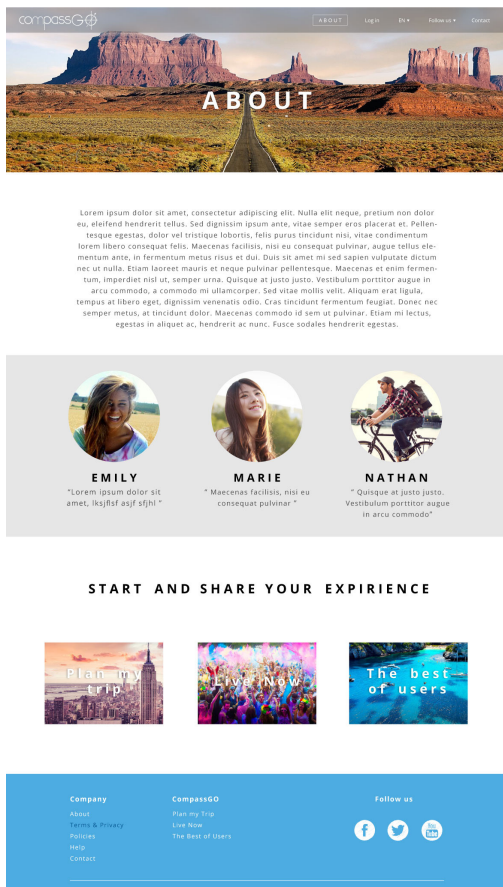 compassGO
ABOUT
Log in
EN ▾
Follow us ▾
Contact
ABOUT
Lorem ipsum dolor sit amet, consectetur adipiscing elit. Nulla elit neque, pretium non dolor
eu, eleifend hendrerit tellus. Sed dignissim ipsum ante, vitae semper eros placerat et. Pellen-
tesque egestas, dolor vel tristique lobortis, felis purus tincidunt nisi, vitae condimentum
lorem libero consequat felis. Maecenas facilisis, nisi eu consequat pulvinar, augue tellus ele-
mentum ante, in fermentum metus risus et dui. Duis sit amet mi sed sapien vulputate dictum
nec ut nulla. Etiam laoreet mauris et neque pulvinar pellentesque. Maecenas et enim fermen-
tum, imperdiet nisl ut, semper urna. Quisque at justo justo. Vestibulum porttitor augue in
arcu commodo, a commodo mi ullamcorper. Sed vitae mollis velit. Aliquam erat ligula,
tempus at libero eget, dignissim venenatis odio. Cras tincidunt fermentum feugiat. Donec nec
semper metus, at tincidunt dolor. Maecenas commodo id sem ut pulvinar. Etiam mi lectus,
egestas in aliquet ac, hendrerit ac nunc. Fusce sodales hendrerit egestas.
EMILY
"Lorem ipsum dolor sit
amet, lksjflsf asjf sfjhl "
MARIE
" Maecenas facilisis, nisi eu
consequat pulvinar "
NATHAN
" Quisque at justo justo.
Vestibulum porttitor augue
in arcu commodo"
START AND SHARE YOUR EXPIRIENCE
Plan my
trip
Live Now
The best
of users
Company
About
Terms & Privacy
Policies
Help
Contact
CompassGO
Plan my Trip
Live Now
The Best of Users
Follow us
f
You
Tube